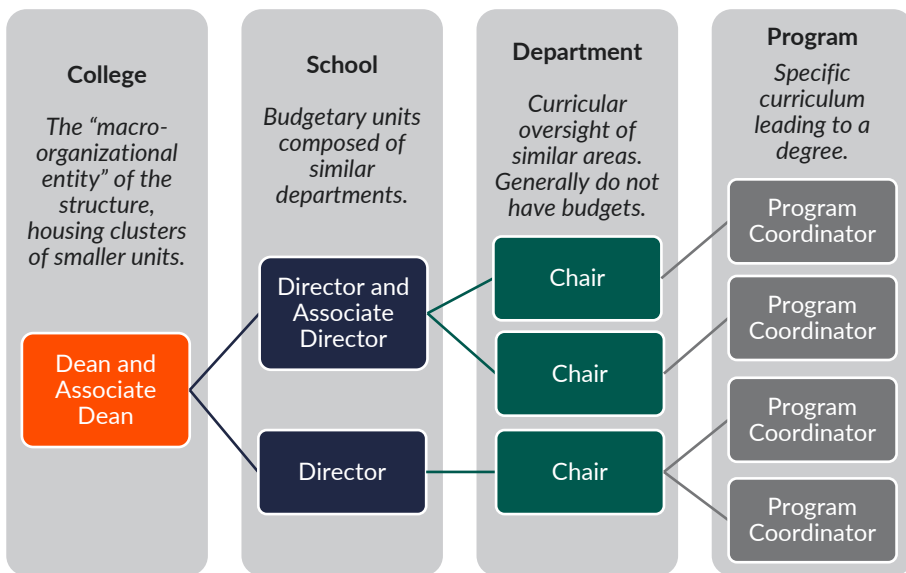 College
The “macro-
organizational
entity” of the
structure,
housing clusters
of smaller units.
Dean and
Associate
Dean
School
Budgetary units
composed of
similar
departments.
Director and
Associate
Director
Director
Department
Curricular
oversight of
similar areas.
Generally do not
have budgets.
Chair
Chair
Chair
Program
Specific
curriculum
leading to a
degree.
Program
Coordinator
Program
Coordinator
Program
Coordinator
Program
Coordinator